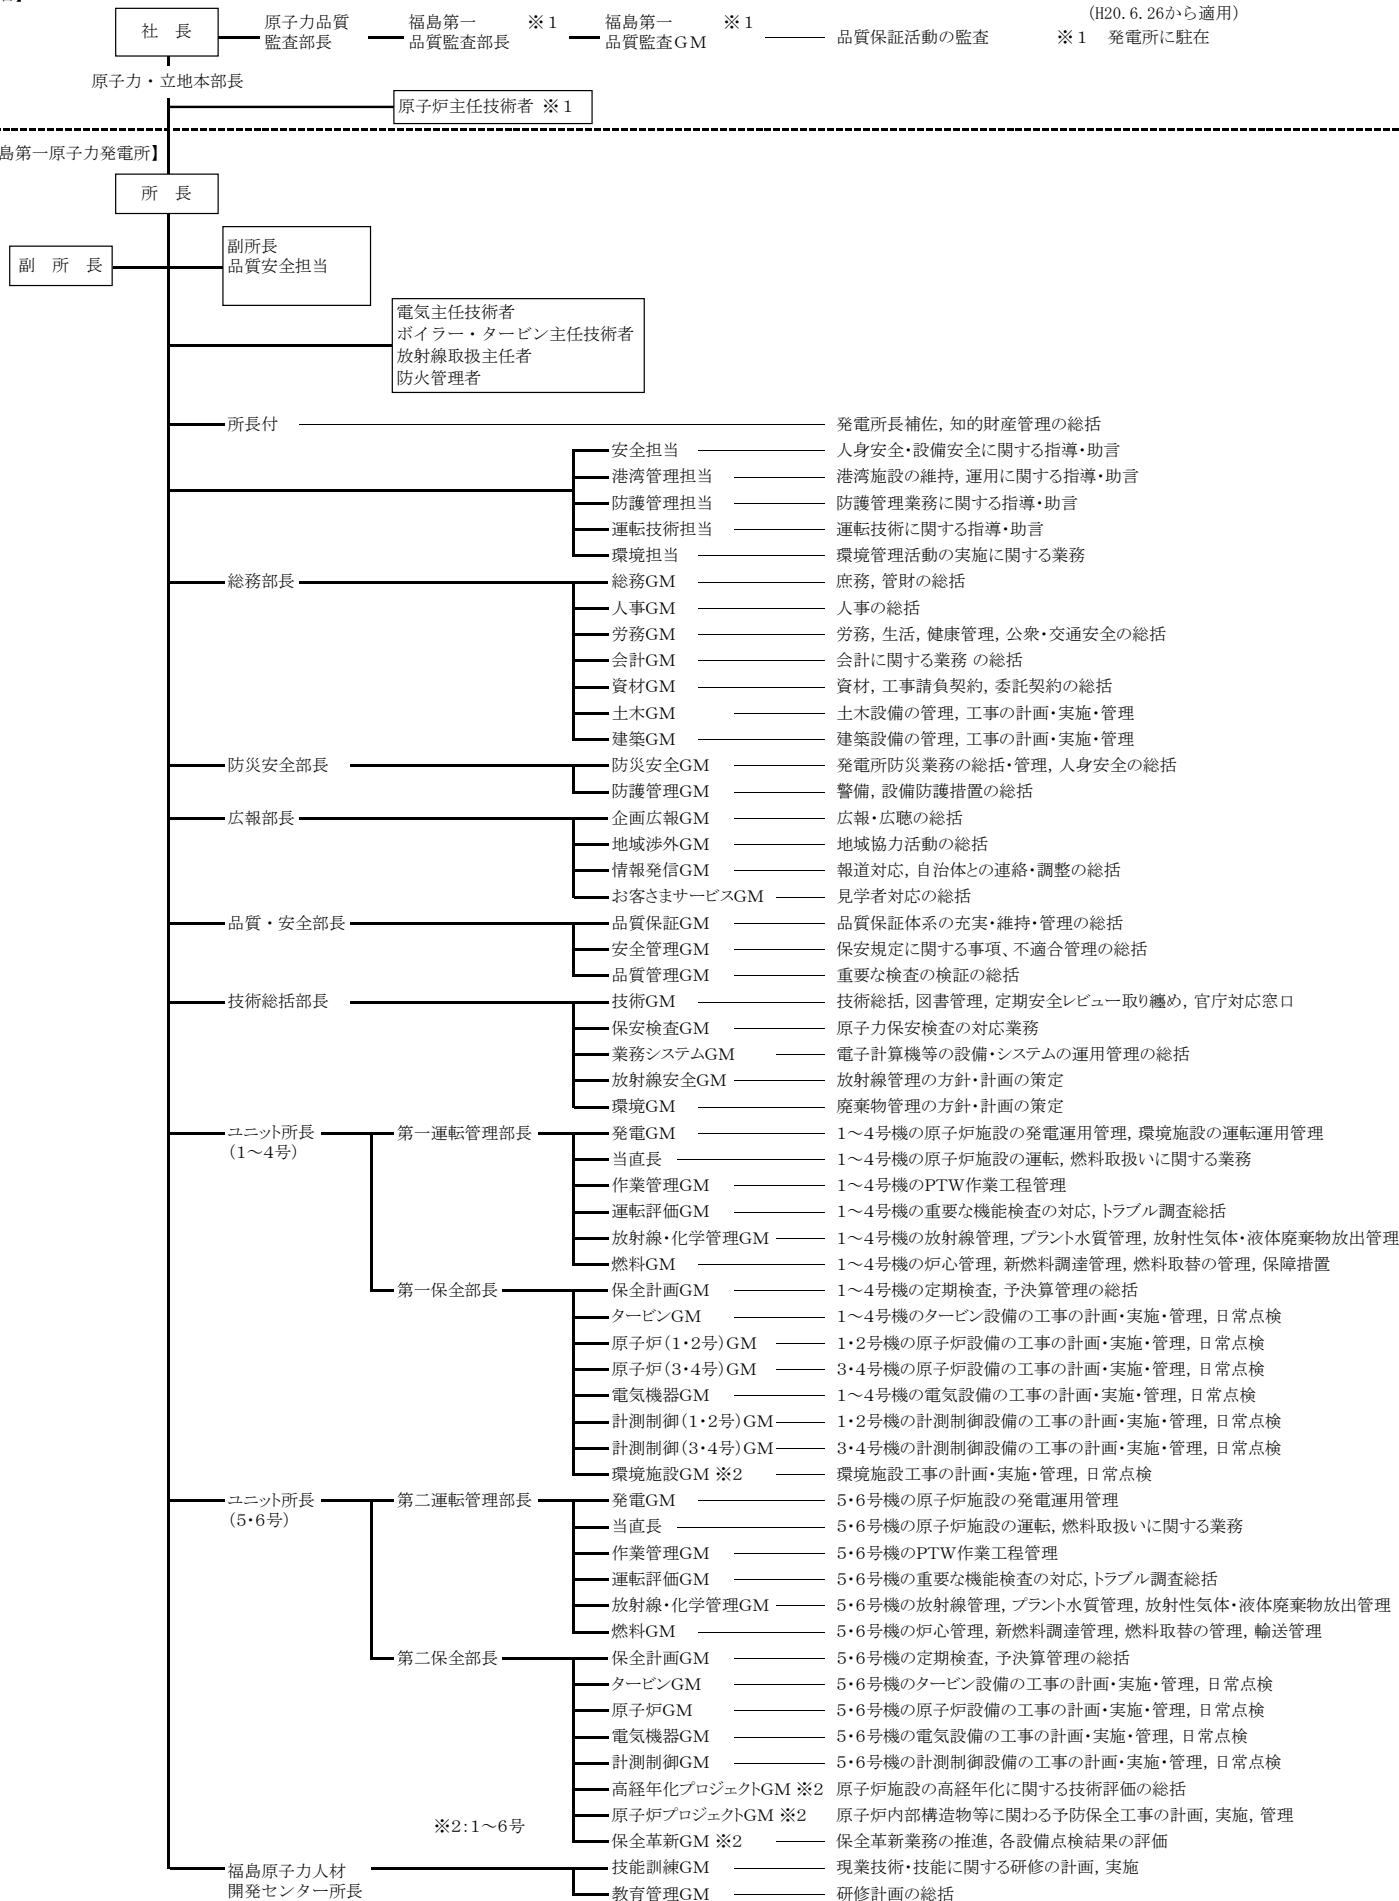 (H20.6.26から適用)
社 長 原子力品質 福島第一 ※１ 福島第一 ※１
監査部長 品質監査部長 品質監査ＧＭ 品質保証活動の監査 ※１ 発電所に駐在
原子力・立地本部長
原子炉主任技術者 ※１
島第一原子力発電所】
所 長
副 所 長
副所長
品質安全担当
電気主任技術者
ボイラー・タービン主任技術者
放射線取扱主任者
防火管理者
所長付 発電所長補佐, 知的財産管理の総括
安全担当 人身安全・設備安全に関する指導・助言
港湾管理担当 港湾施設の維持, 運用に関する指導・助言
防護管理担当 防護管理業務に関する指導・助言
運転技術担当 運転技術に関する指導・助言
環境担当 環境管理活動の実施に関する業務
総務部長 総務GM 庶務, 管財の総括
人事GM 人事の総括
労務GM 労務, 生活, 健康管理, 公衆・交通安全の総括
会計GM 会計に関する業務 の総括
資材GM 資材, 工事請負契約, 委託契約の総括
土木GM 土木設備の管理, 工事の計画・実施・管理
建築GM 建築設備の管理, 工事の計画・実施・管理
防災安全部長 防災安全GM 発電所防災業務の総括・管理, 人身安全の総括
防護管理GM 警備, 設備防護措置の総括
広報部長 企画広報GM 広報・広聴の総括
地域渉外GM 地域協力活動の総括
情報発信GM 報道対応, 自治体との連絡・調整の総括
お客さまサービスGM 見学者対応の総括
品質・安全部長 品質保証GM 品質保証体系の充実・維持・管理の総括
安全管理GM 保安規定に関する事項、不適合管理の総括
品質管理GM 重要な検査の検証の総括
技術総括部長 技術GM 技術総括, 図書管理, 定期安全レビュー取り纏め, 官庁対応窓口
保安検査GM 原子力保安検査の対応業務
業務システムGM 電子計算機等の設備・システムの運用管理の総括
放射線安全GM 放射線管理の方針・計画の策定
環境GM 廃棄物管理の方針・計画の策定
ユニット所長 第一運転管理部長 発電GM 1～4号機の原子炉施設の発電運用管理, 環境施設の運転運用管理
(1～4号) 当直長 1～4号機の原子炉施設の運転, 燃料取扱いに関する業務
作業管理GM 1～4号機のPTW作業工程管理
運転評価GM 1～4号機の重要な機能検査の対応, トラブル調査総括
放射線・化学管理GM 1～4号機の放射線管理, プラント水質管理, 放射性気体・液体廃棄物放出管理
燃料GM 1～4号機の炉心管理, 新燃料調達管理, 燃料取替の管理, 保障措置
第一保全部長 保全計画GM 1～4号機の定期検査, 予決算管理の総括
タービンGM 1～4号機のタービン設備の工事の計画・実施・管理, 日常点検
原子炉(1・2号)GM 1・2号機の原子炉設備の工事の計画・実施・管理, 日常点検
原子炉(3・4号)GM 3・4号機の原子炉設備の工事の計画・実施・管理, 日常点検
電気機器GM 1～4号機の電気設備の工事の計画・実施・管理, 日常点検
計測制御(1・2号)GM 1・2号機の計測制御設備の工事の計画・実施・管理, 日常点検
計測制御(3・4号)GM 3・4号機の計測制御設備の工事の計画・実施・管理, 日常点検
環境施設GM ※2 環境施設工事の計画・実施・管理, 日常点検
ユニット所長 第二運転管理部長 発電GM 5・6号機の原子炉施設の発電運用管理
(5・6号) 当直長 5・6号機の原子炉施設の運転, 燃料取扱いに関する業務
作業管理GM 5・6号機のPTW作業工程管理
運転評価GM 5・6号機の重要な機能検査の対応, トラブル調査総括
放射線・化学管理GM 5・6号機の放射線管理, プラント水質管理, 放射性気体・液体廃棄物放出管理
燃料GM 5・6号機の炉心管理, 新燃料調達管理, 燃料取替の管理, 輸送管理
第二保全部長 保全計画GM 5・6号機の定期検査, 予決算管理の総括
タービンGM 5・6号機のタービン設備の工事の計画・実施・管理, 日常点検
原子炉GM 5・6号機の原子炉設備の工事の計画・実施・管理, 日常点検
電気機器GM 5・6号機の電気設備の工事の計画・実施・管理, 日常点検
計測制御GM 5・6号機の計測制御設備の工事の計画・実施・管理, 日常点検
高経年化プロジェクトGM ※2 原子炉施設の高経年化に関する技術評価の総括
原子炉プロジェクトGM ※2 原子炉内部構造物等に関わる予防保全工事の計画, 実施, 管理
※2:1～6号 保全革新GM ※2 保全革新業務の推進, 各設備点検結果の評価
福島原子力人材 技能訓練GM 現業技術・技能に関する研修の計画, 実施
開発センター所長 教育管理GM 研修計画の総括